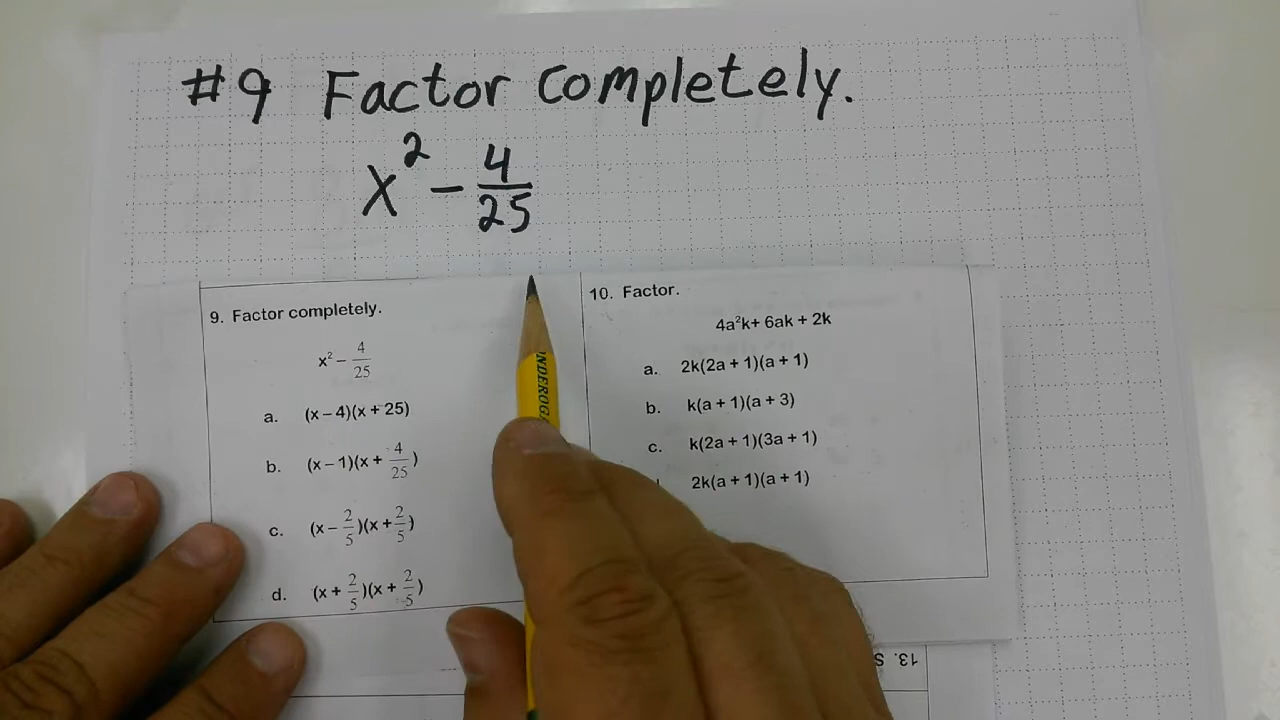 #9 Factor completely.
x² - 4/25
9. Factor completely.
x² - 4/25
a. (x - 4)(x + 25)
b. (x - 1)(x + 4/25)
c. (x - 2/5)(x + 2/5)
d. (x + 2/5)(x + 2/5)
10. Factor.
4a²k+ 6ak + 2k
a. 2k(2a + 1)(a + 1)
b. k(a + 1)(a + 3)
c. k(2a + 1)(3a + 1)
2k(a + 1)(a + 1)
13. S